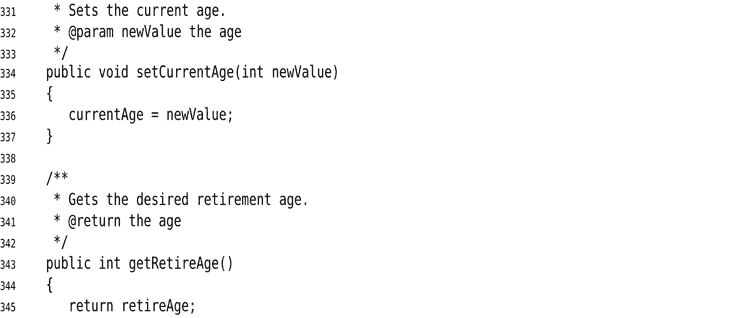 331     * Sets the current age.
332     * @param newValue the age
333     */
334    public void setCurrentAge(int newValue)
335    {
336       currentAge = newValue;
337    }
338
339    /**
340     * Gets the desired retirement age.
341     * @return the age
342     */
343    public int getRetireAge()
344    {
345       return retireAge;